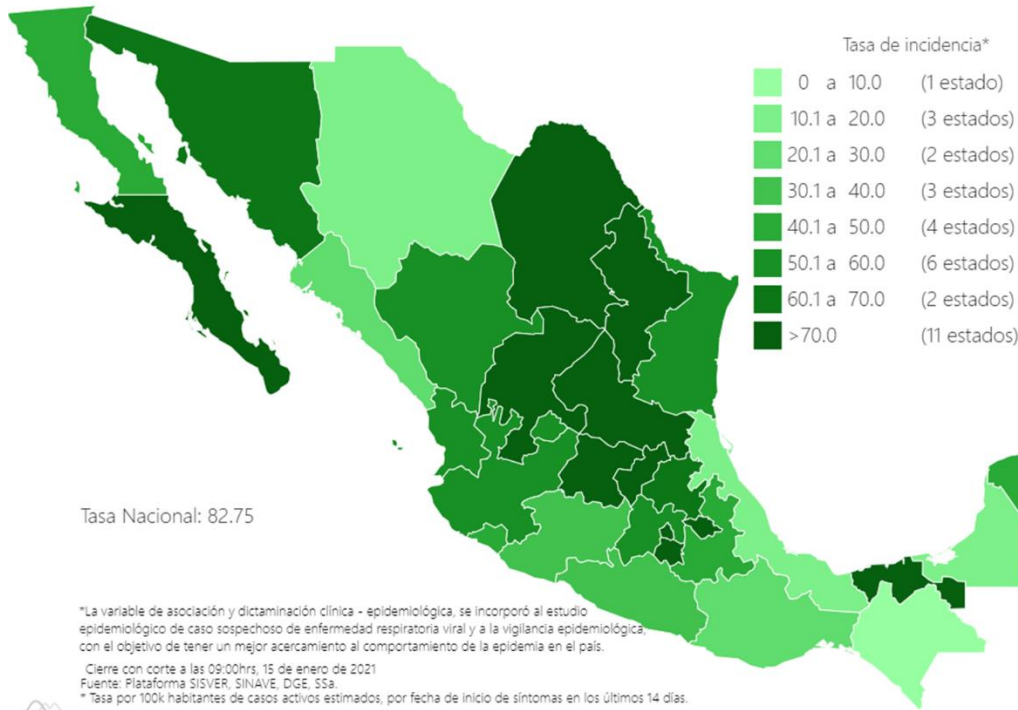 Tasa de incidencia*
0 a 10.0 (1 estado)
10.1 a 20.0 (3 estados)
20.1 a 30.0 (2 estados)
30.1 a 40.0 (3 estados)
40.1 a 50.0 (4 estados)
50.1 a 60.0 (6 estados)
60.1 a 70.0 (2 estados)
>70.0 (11 estados)
Tasa Nacional: 82.75
*La variable de asociación y dictaminación clínica - epidemiológica, se incorporó al estudio
epidemiológico de caso sospechoso de enfermedad respiratoria viral y a la vigilancia epidemiológica,
con el objetivo de tener un mejor acercamiento al comportamiento de la epidemia en el país.
Cierre con corte a las 09:00hrs, 15 de enero de 2021
Fuente: Plataforma SISVER, SINAVE, DGE, SSa.
* Tasa por 100k habitantes de casos activos estimados, por fecha de inicio de síntomas en los últimos 14 días.